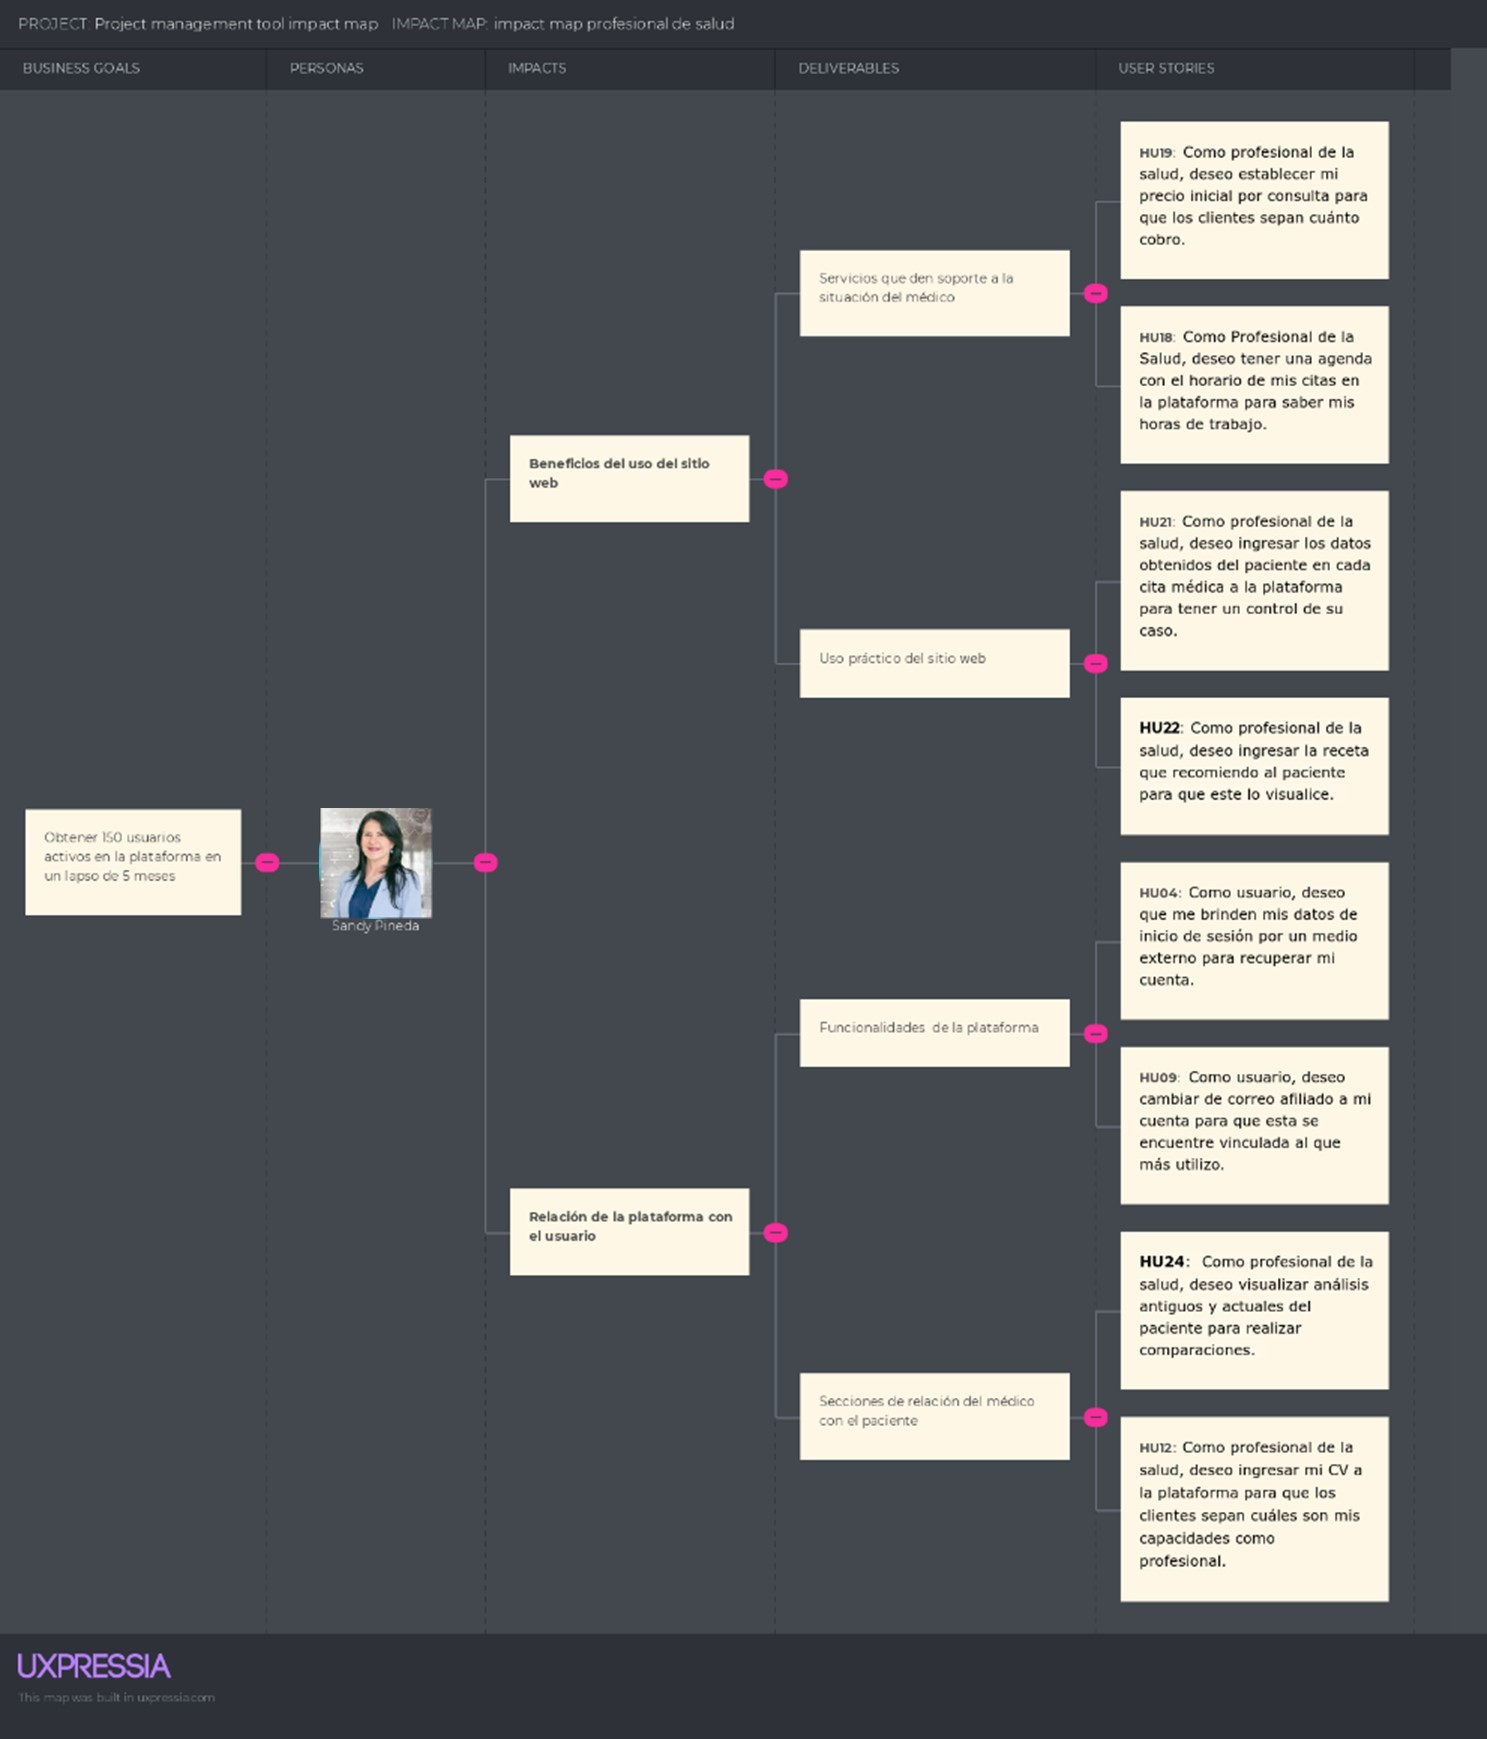 PROJECT: Project management tool impact map IMPACT MAP: impact map profesional de salud
BUSINESS GOALS
PERSONAS
IMPACTS
DELIVERABLES
USER STORIES
Obtener 150 usuarios
activos en la plataforma en
un lapso de 5 meses
Sandy Pineda
Beneficios del uso del sitio
web
Relación de la plataforma con
el usuario
Servicios que den soporte a la
situación del médico
Uso práctico del sitio web
Funcionalidades de la plataforma
Secciones de relación del médico
con el paciente
HU19: Como profesional de la
salud, deseo establecer mi
precio inicial por consulta para
que los clientes sepan cuánto
cobro.
HU18: Como Profesional de la
Salud, deseo tener una agenda
con el horario de mis citas en
la plataforma para saber mis
horas de trabajo.
HU21: Como profesional de la
salud, deseo ingresar los datos
obtenidos del paciente en cada
cita médica a la plataforma
para tener un control de su
caso.
HU22: Como profesional de la
salud, deseo ingresar la receta
que recomiendo al paciente
para que este lo visualice.
HU04: Como usuario, deseo
que me brinden mis datos de
inicio de sesión por un medio
externo para recuperar mi
cuenta.
HU09: Como usuario, deseo
cambiar de correo afiliado a mi
cuenta para que esta se
encuentre vinculada al que
más utilizo.
HU24: Como profesional de la
salud, deseo visualizar análisis
antiguos y actuales del
paciente para realizar
comparaciones.
HU12: Como profesional de la
salud, deseo ingresar mi CV a
la plataforma para que los
clientes sepan cuáles son mis
capacidades como
profesional.
UXPRESSIA
This map was built in uxpressia.com